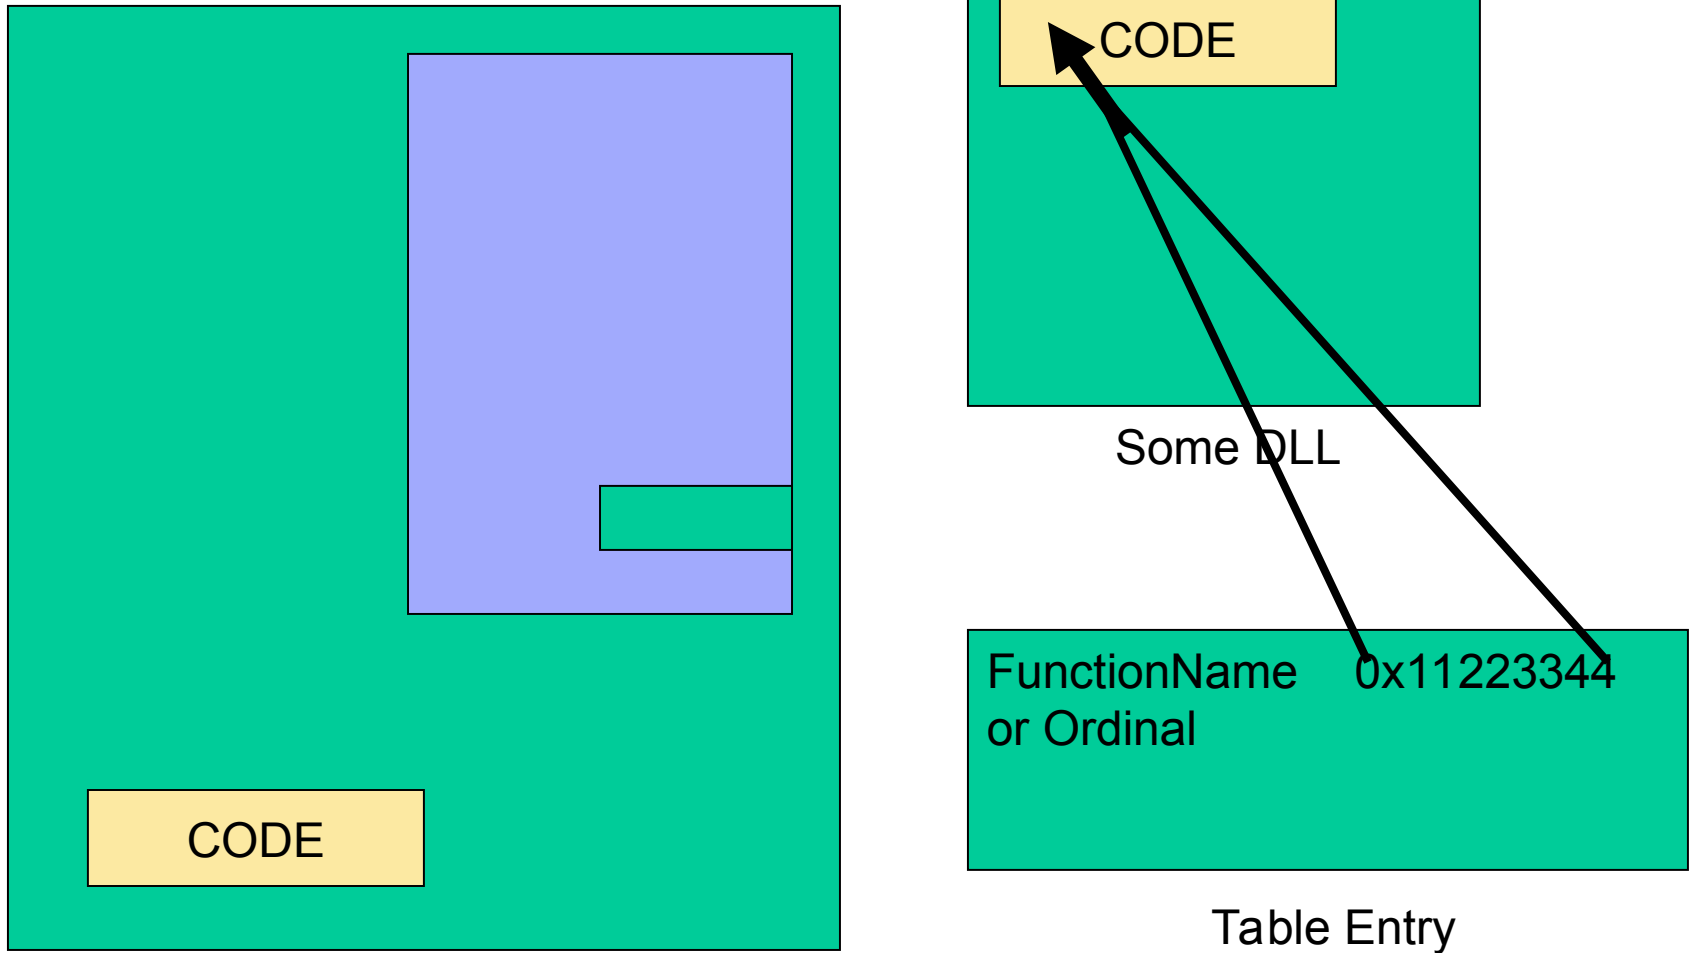 CODE
Some DLL
FunctionName 0x11223344
or Ordinal
CODE
Table Entry